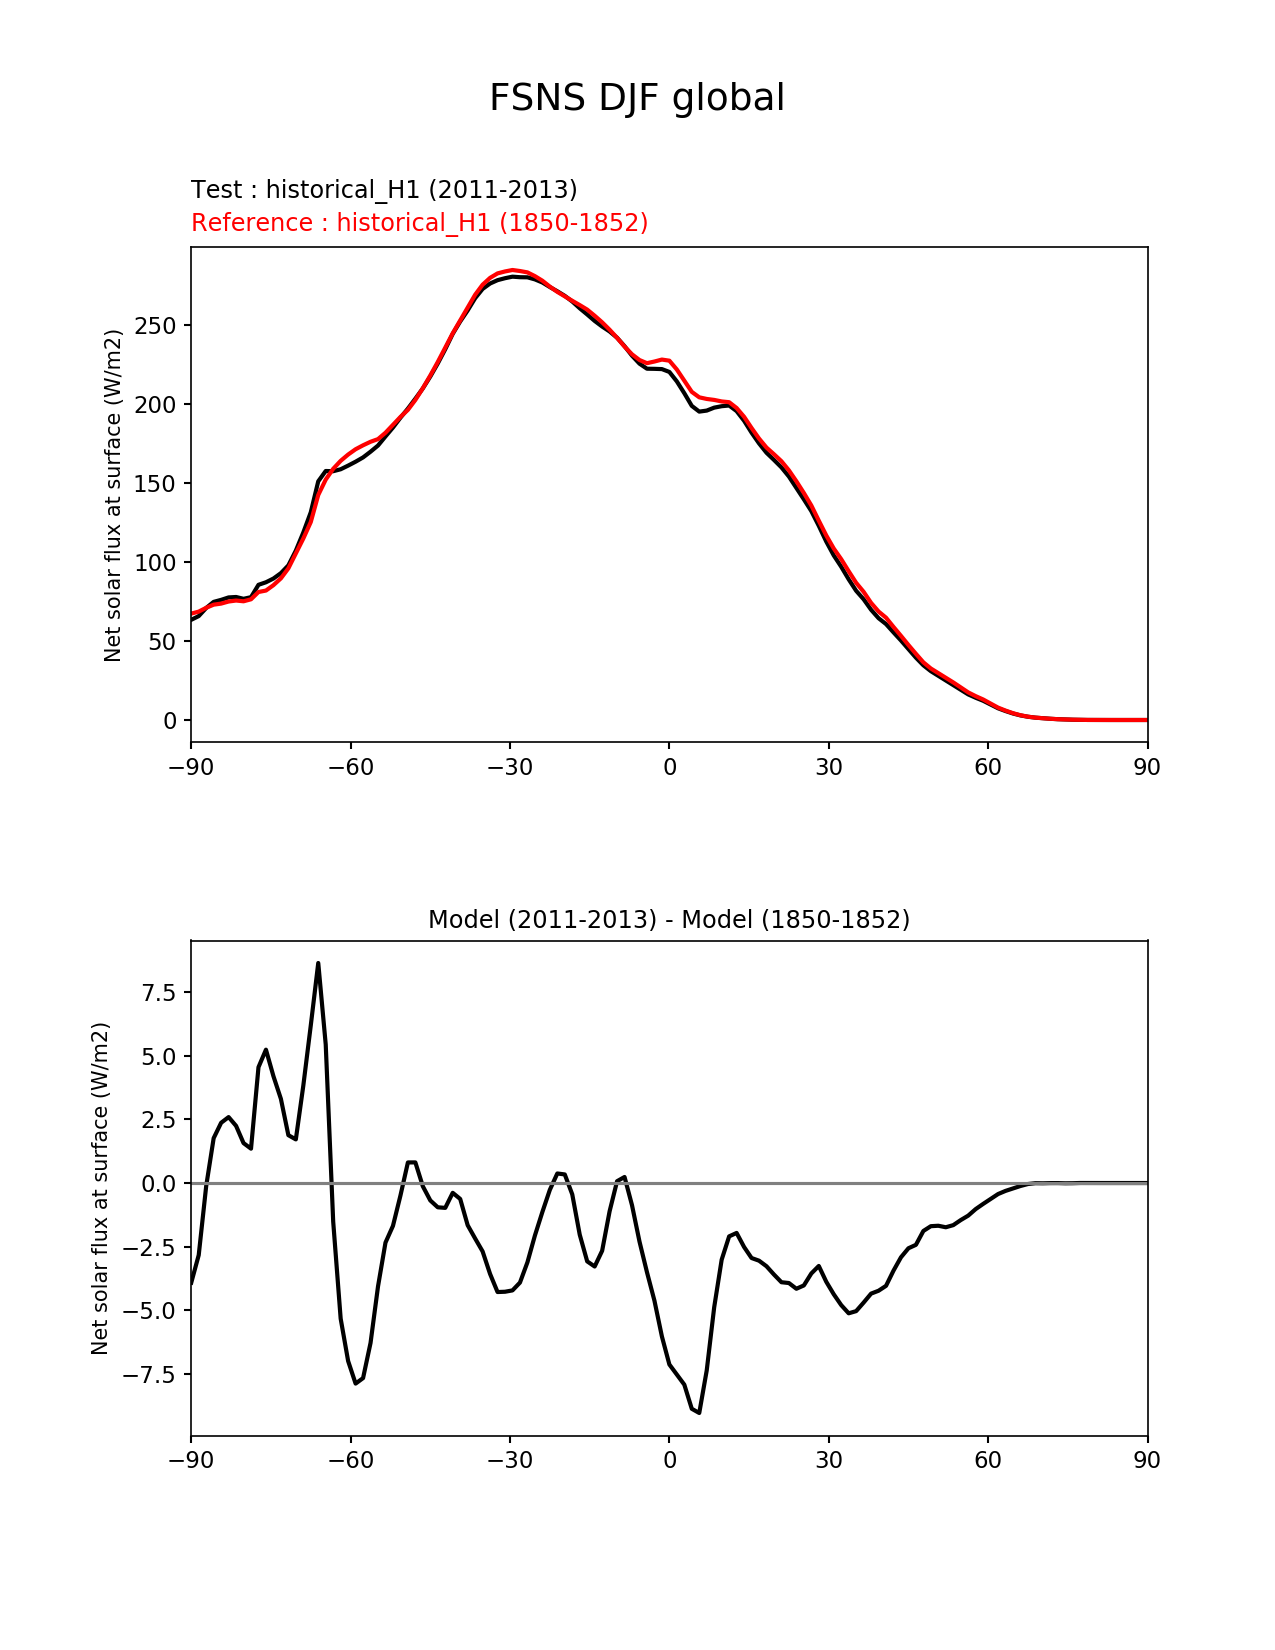 FSNS DJF global
Test : historical_H1 (2011-2013)
Reference : historical_H1 (1850-1852)
Net solar flux at surface (W/m2)
250
200
150
100
50
0
−90 −60 −30 0 30 60 90
Model (2011-2013) - Model (1850-1852)
Net solar flux at surface (W/m2)
7.5
5.0
2.5
0.0
−2.5
−5.0
−7.5
−90 −60 −30 0 30 60 90